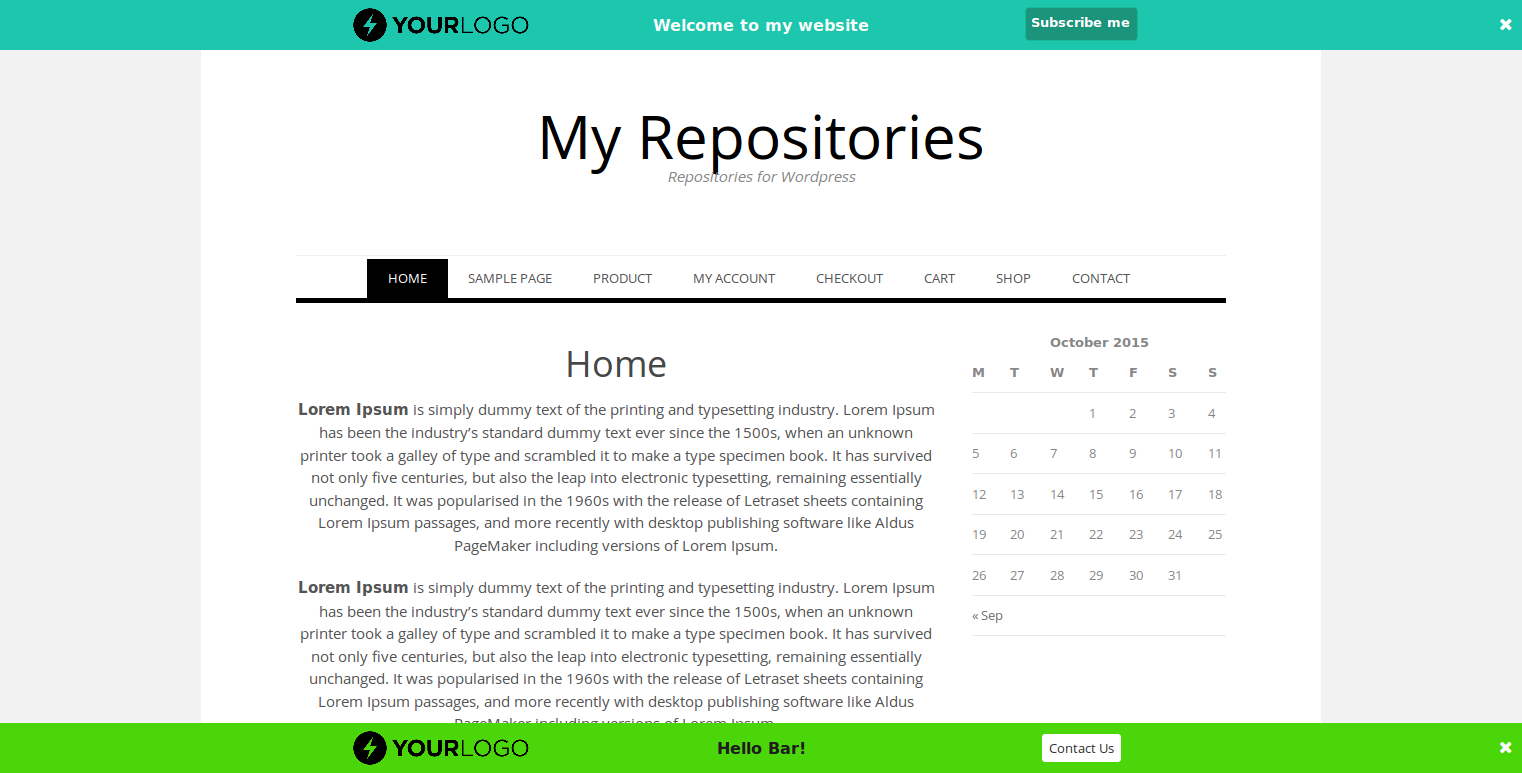 YOURLOGO Welcome to my website Subscribe me ✖
My Repositories
Repositories for Wordpress
HOME SAMPLE PAGE PRODUCT MY ACCOUNT CHECKOUT CART SHOP CONTACT
Home
Lorem Ipsum is simply dummy text of the printing and typesetting industry. Lorem Ipsum
has been the industry’s standard dummy text ever since the 1500s, when an unknown
printer took a galley of type and scrambled it to make a type specimen book. It has survived
not only five centuries, but also the leap into electronic typesetting, remaining essentially
unchanged. It was popularised in the 1960s with the release of Letraset sheets containing
Lorem Ipsum passages, and more recently with desktop publishing software like Aldus
PageMaker including versions of Lorem Ipsum.
Lorem Ipsum is simply dummy text of the printing and typesetting industry. Lorem Ipsum
has been the industry’s standard dummy text ever since the 1500s, when an unknown
printer took a galley of type and scrambled it to make a type specimen book. It has survived
not only five centuries, but also the leap into electronic typesetting, remaining essentially
unchanged. It was popularised in the 1960s with the release of Letraset sheets containing
Lorem Ipsum passages, and more recently with desktop publishing software like Aldus
PageMaker including versions of Lorem Ipsum.
October 2015
M T W T F S S
1 2 3 4
5 6 7 8 9 10 11
12 13 14 15 16 17 18
19 20 21 22 23 24 25
26 27 28 29 30 31
« Sep
YOURLOGO Hello Bar! Contact Us ✖